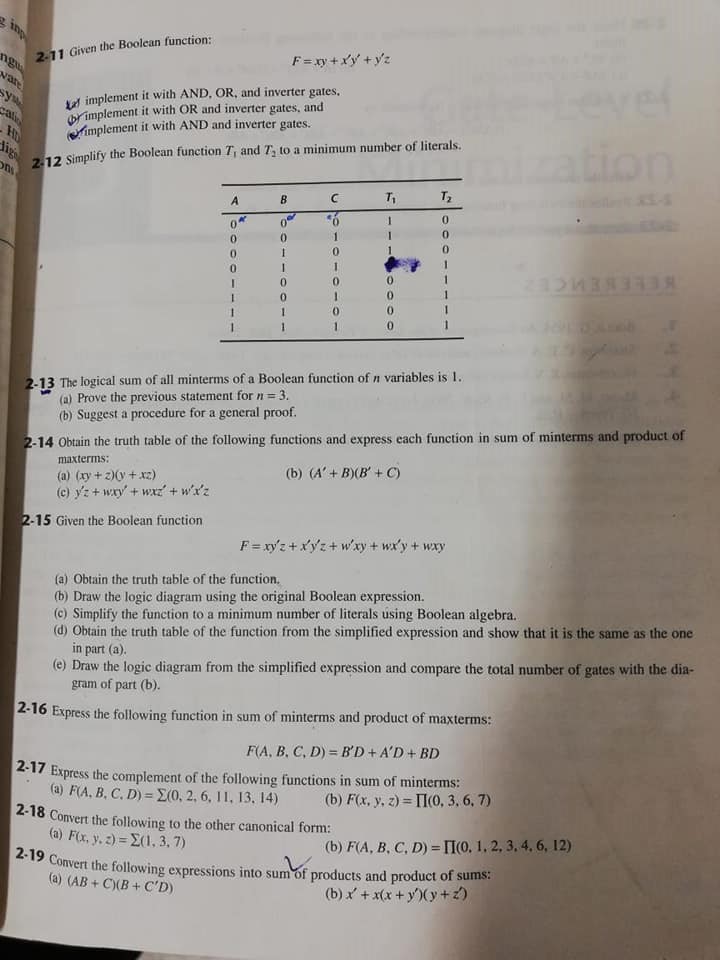 2-11 Given the Boolean function:
F = xy + x'y' + y'z
(a) implement it with AND, OR, and inverter gates,
(b) implement it with OR and inverter gates, and
(c) implement it with AND and inverter gates.
2-12 Simplify the Boolean function T₁ and T₂ to a minimum number of literals.
A B C T₁ T₂
0 0 0 1 0
0 0 1 1 0
0 1 0 1 0
0 1 1 1
1 0 0 0 1
1 0 1 0 1
1 1 0 0 1
1 1 1 0 1
2-13 The logical sum of all minterms of a Boolean function of n variables is 1.
(a) Prove the previous statement for n = 3.
(b) Suggest a procedure for a general proof.
2-14 Obtain the truth table of the following functions and express each function in sum of minterms and product of
maxterms:
(a) (xy + z)(y + xz) (b) (A' + B)(B' + C)
(c) y'z + wxy' + wxz' + w'x'z
2-15 Given the Boolean function
F = xy'z + x'y'z + w'xy + wx'y + wxy
(a) Obtain the truth table of the function.
(b) Draw the logic diagram using the original Boolean expression.
(c) Simplify the function to a minimum number of literals using Boolean algebra.
(d) Obtain the truth table of the function from the simplified expression and show that it is the same as the one
in part (a).
(e) Draw the logic diagram from the simplified expression and compare the total number of gates with the dia-
gram of part (b).
2-16 Express the following function in sum of minterms and product of maxterms:
F(A, B, C, D) = B'D + A'D + BD
2-17 Express the complement of the following functions in sum of minterms:
(a) F(A, B, C, D) = Σ(0, 2, 6, 11, 13, 14) (b) F(x, y, z) = Π(0, 3, 6, 7)
2-18 Convert the following to the other canonical form:
(a) F(x, y, z) = Σ(1, 3, 7) (b) F(A, B, C, D) = Π(0, 1, 2, 3, 4, 6, 12)
2-19 Convert the following expressions into sum of products and product of sums:
(a) (AB + C)(B + C'D) (b) x' + x(x + y')(y + z')